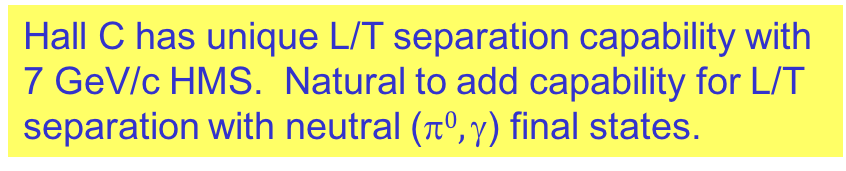 Hall C has unique L/T separation capability with
7 GeV/c HMS.  Natural to add capability for L/T
separation with neutral (π⁰,γ) final states.